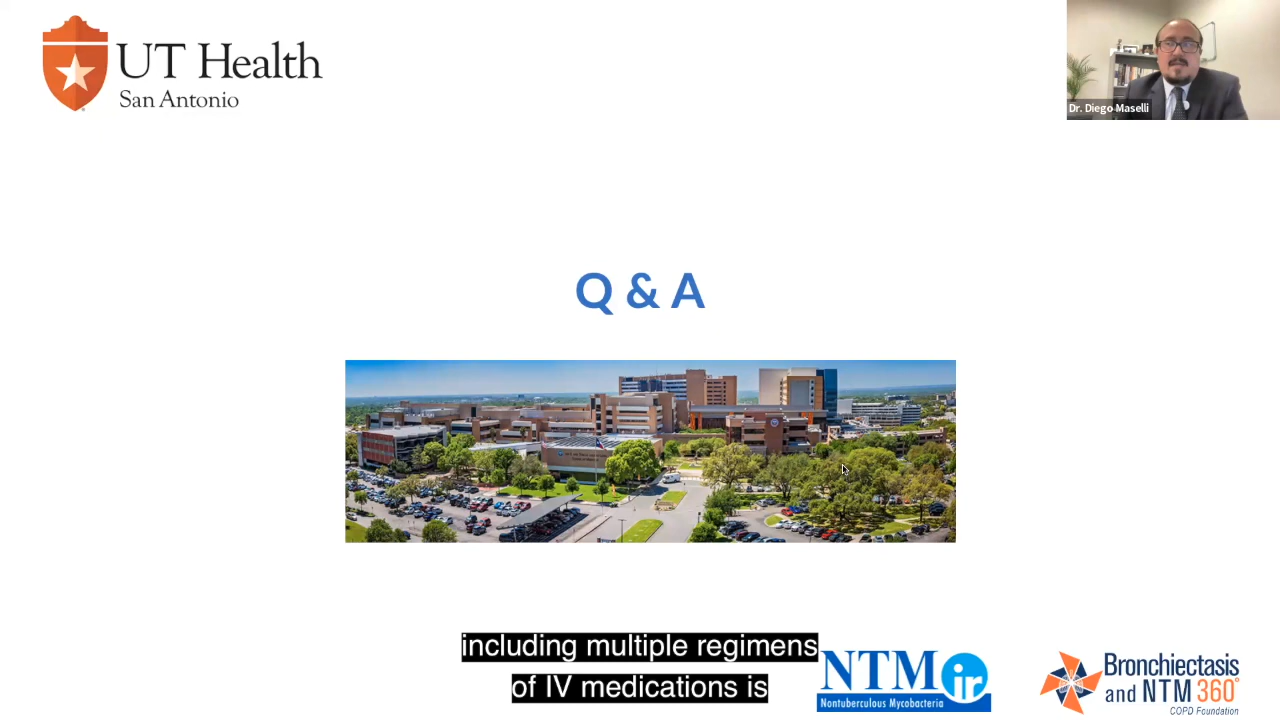 UT Health
San Antonio
Dr. Diego Maselli
Q & A
including multiple regimens
of IV medications is
NTMir
Nontuberculous Mycobacteria
Bronchiectasis
and NTM 360°
COPD Foundation